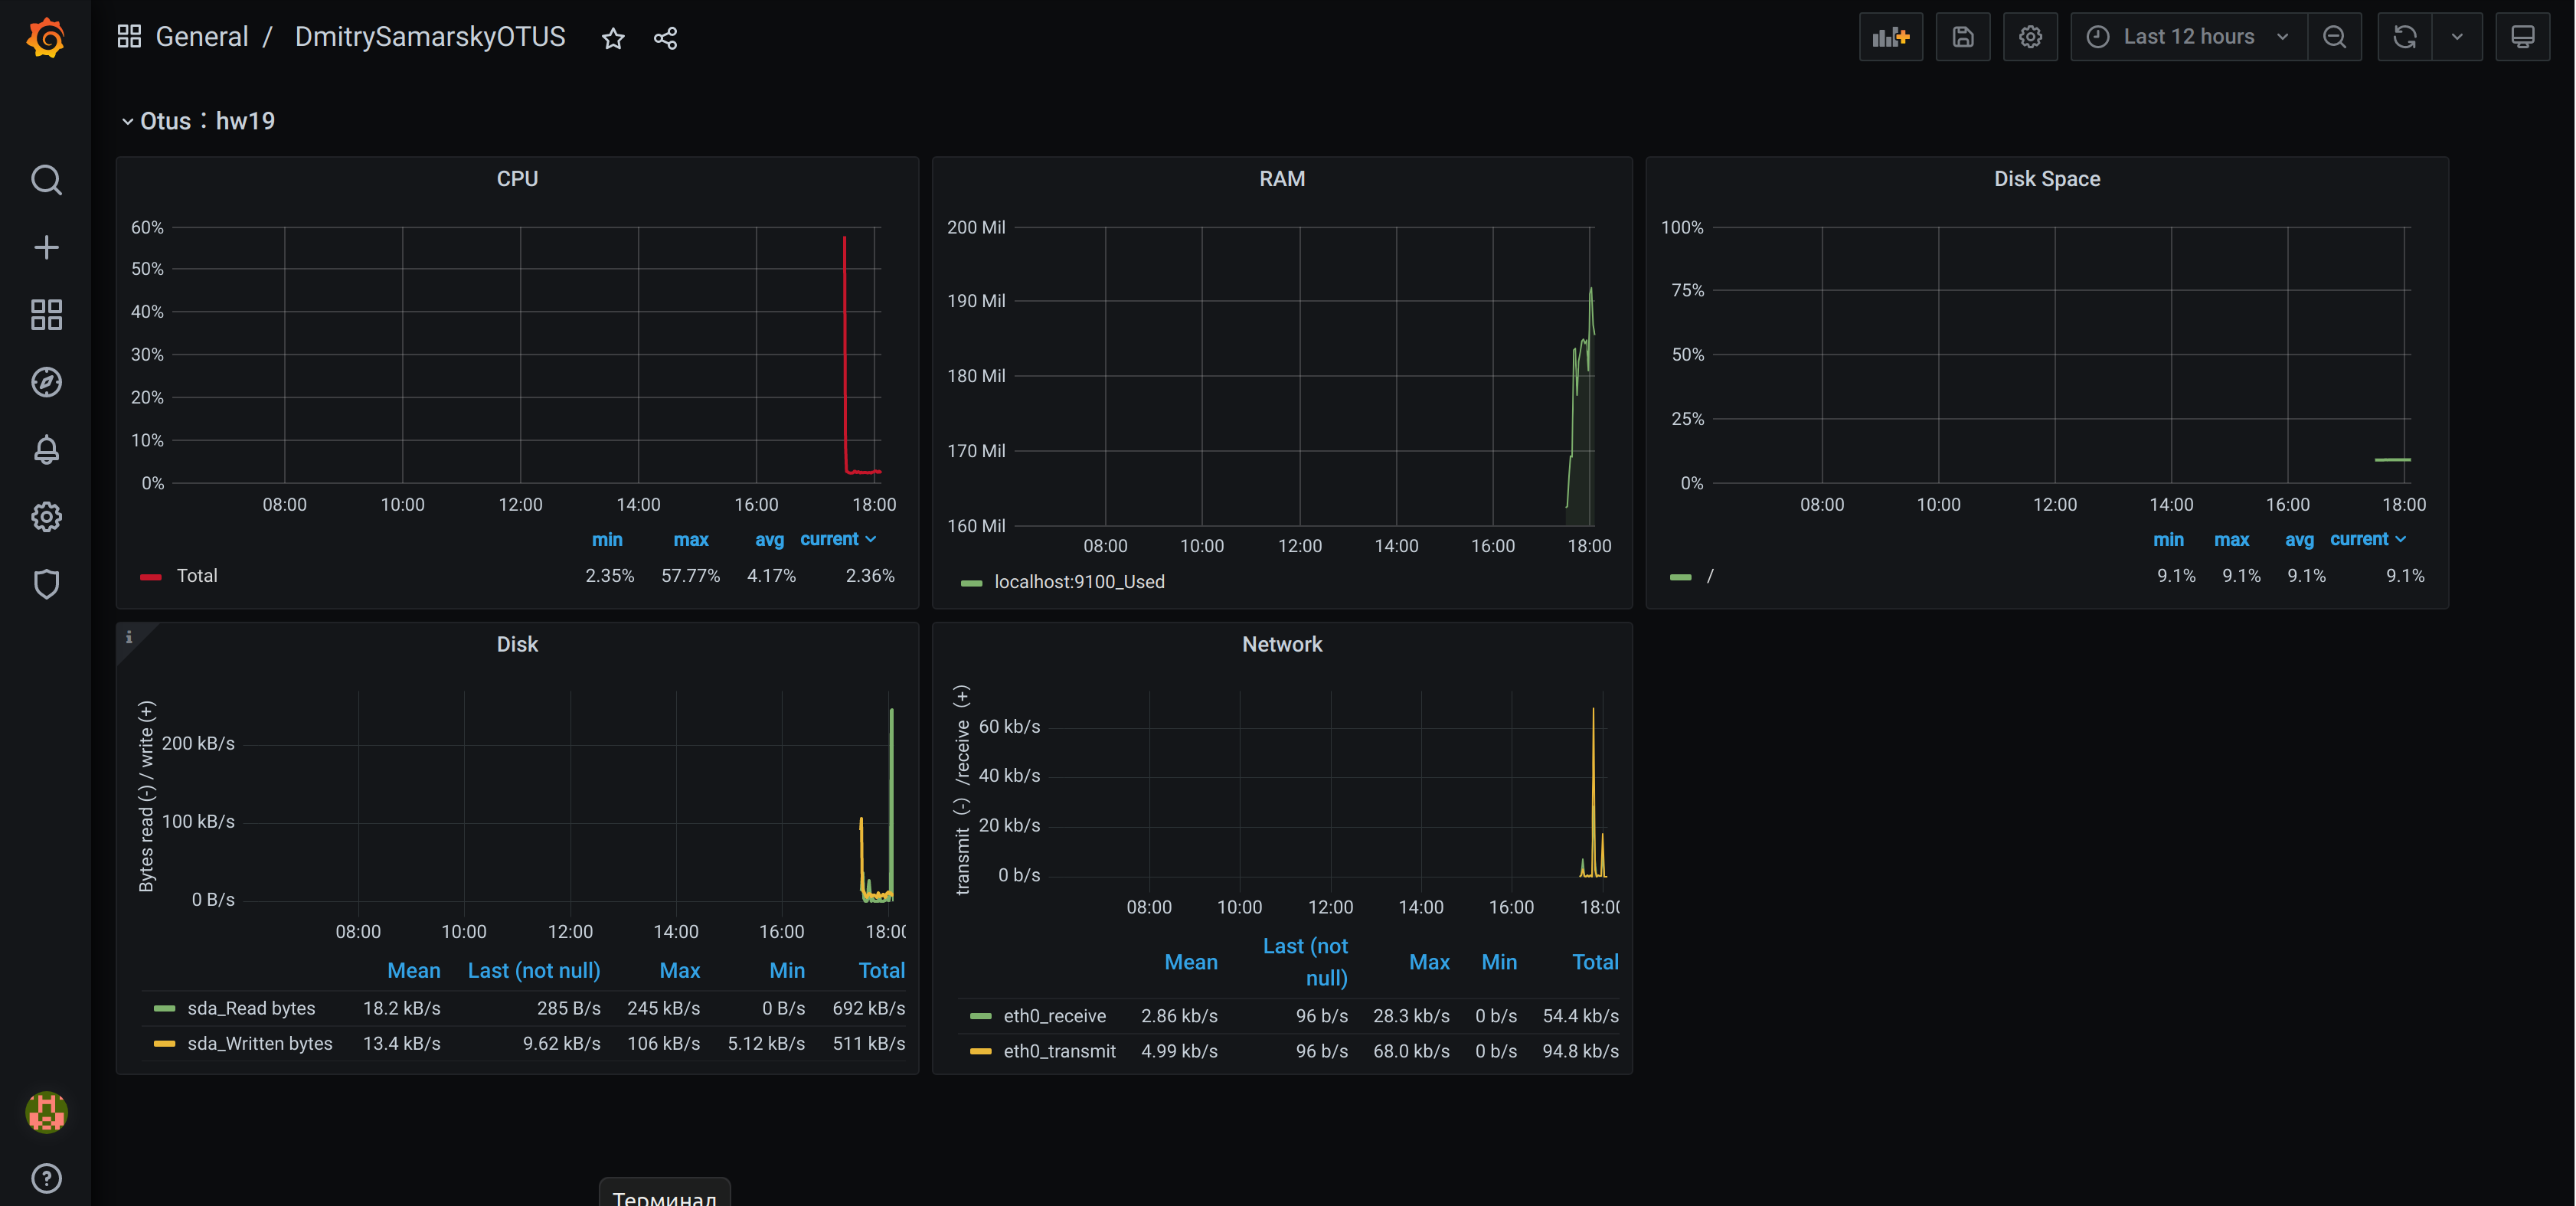 General / DmitrySamarskyOTUS
Last 12 hours
Otus : hw19
CPU
60%
50%
40%
30%
20%
10%
0%
08:00 10:00 12:00 14:00 16:00 18:00
min max avg current
Total 2.35% 57.77% 4.17% 2.36%
RAM
200 Mil
190 Mil
180 Mil
170 Mil
160 Mil
08:00 10:00 12:00 14:00 16:00 18:00
localhost:9100_Used
Disk Space
100%
75%
50%
25%
0%
08:00 10:00 12:00 14:00 16:00 18:00
min max avg current
/ 9.1% 9.1% 9.1% 9.1%
i
Disk
Bytes read (-) / write (+)
200 kB/s
100 kB/s
0 B/s
08:00 10:00 12:00 14:00 16:00 18:00
Mean Last (not null) Max Min Total
sda_Read bytes 18.2 kB/s 285 B/s 245 kB/s 0 B/s 692 kB/s
sda_Written bytes 13.4 kB/s 9.62 kB/s 106 kB/s 5.12 kB/s 511 kB/s
Network
transmit (-) /receive (+)
60 kb/s
40 kb/s
20 kb/s
0 b/s
08:00 10:00 12:00 14:00 16:00 18:00
Mean Last (not null) Max Min Total
eth0_receive 2.86 kb/s 96 b/s 28.3 kb/s 0 b/s 54.4 kb/s
eth0_transmit 4.99 kb/s 96 b/s 68.0 kb/s 0 b/s 94.8 kb/s
Терминал